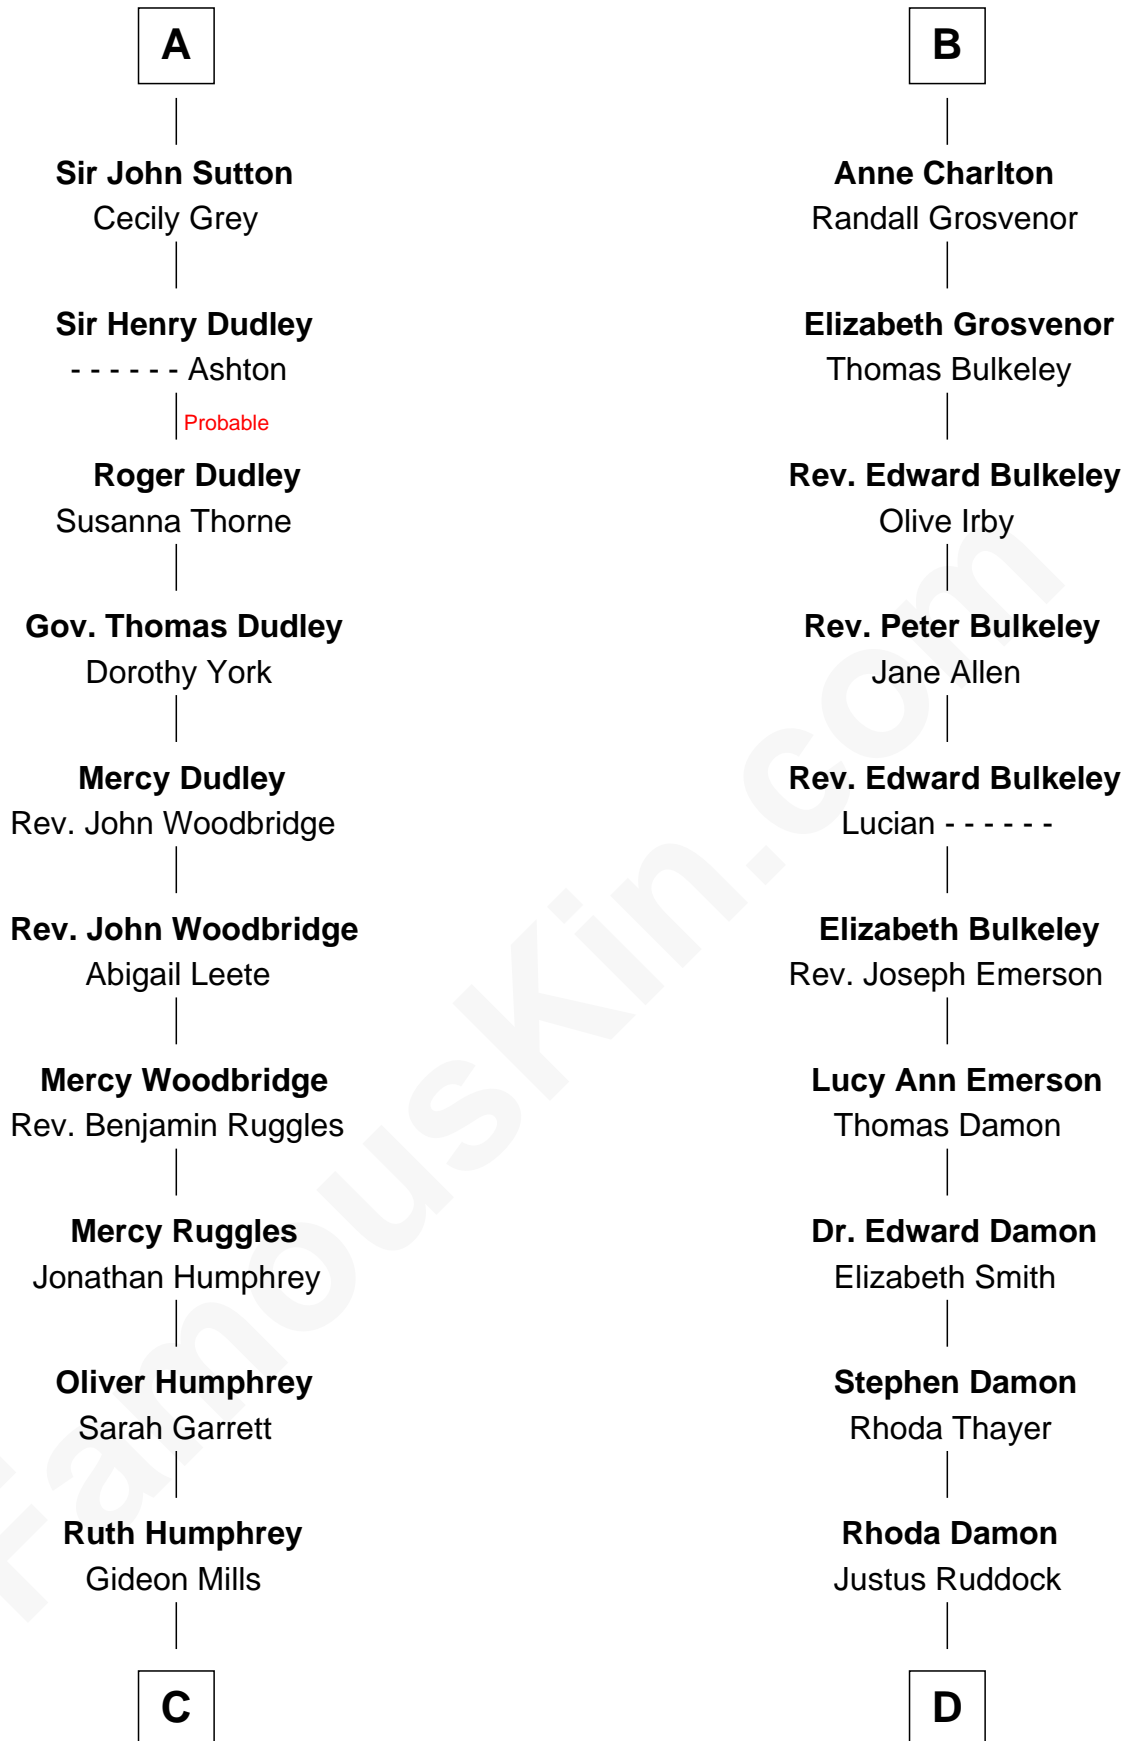 A
Sir John Sutton
Cecily Grey
Sir Henry Dudley
- - - - - - Ashton
Probable
Roger Dudley
Susanna Thorne
Gov. Thomas Dudley
Dorothy York
Mercy Dudley
Rev. John Woodbridge
Rev. John Woodbridge
Abigail Leete
Mercy Woodbridge
Rev. Benjamin Ruggles
Mercy Ruggles
Jonathan Humphrey
Oliver Humphrey
Sarah Garrett
Ruth Humphrey
Gideon Mills
C
B
Anne Charlton
Randall Grosvenor
Elizabeth Grosvenor
Thomas Bulkeley
Rev. Edward Bulkeley
Olive Irby
Rev. Peter Bulkeley
Jane Allen
Rev. Edward Bulkeley
Lucian - - - - - -
Elizabeth Bulkeley
Rev. Joseph Emerson
Lucy Ann Emerson
Thomas Damon
Dr. Edward Damon
Elizabeth Smith
Stephen Damon
Rhoda Thayer
Rhoda Damon
Justus Ruddock
D
FamousKin.com